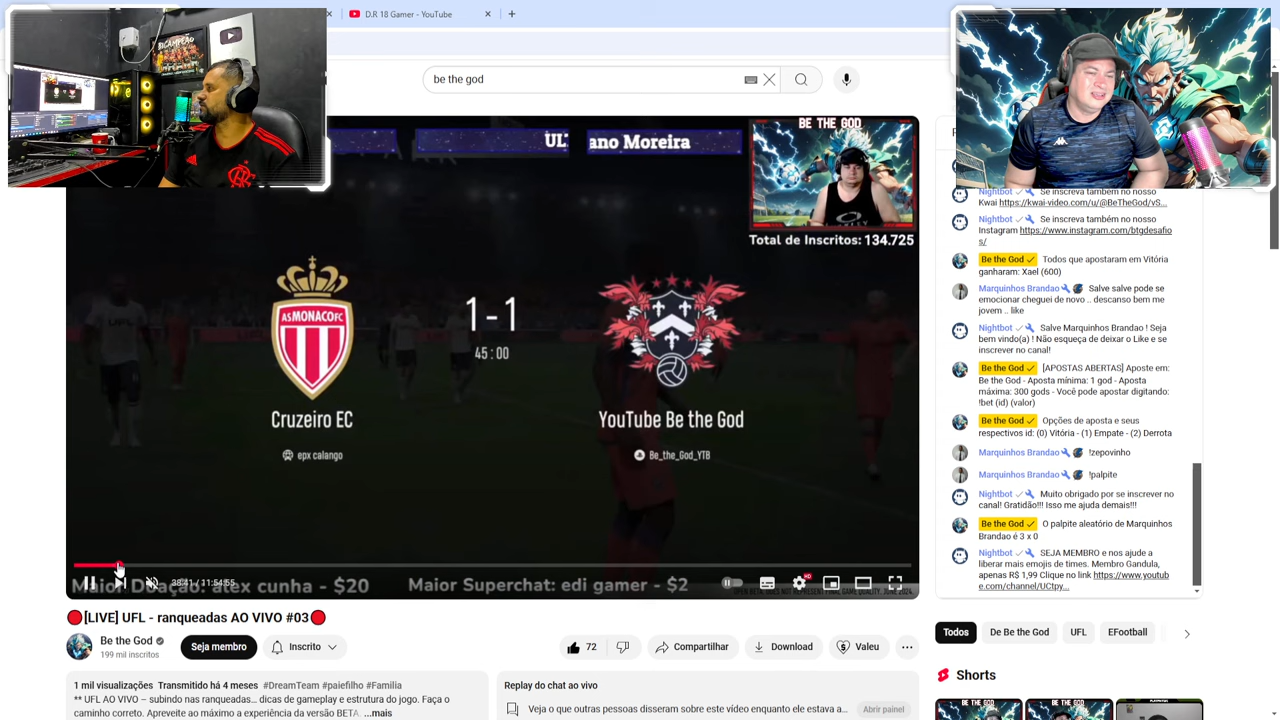 D.R 18 Gamer - YouTube
be the god
BICAMPEÃO
UL
ano Moreira
BE THE GOD
Total de Inscritos: 134.725
AS MONACO FC
1-1
45:00
Cruzeiro EC
YouTube Be the God
epx calango
Be_the_God_YTB
38:41 / 11:54:55
Maior Doação: alex cunha - $20
Maior Superchat: edi gamer - $2
[LIVE] UFL - ranqueadas AO VIVO #03
Be the God
199 mil inscritos
Seja membro
Inscrito
72
Compartilhar
Download
Valeu
1 mil visualizações Transmitido há 4 meses #DreamTeam #paiefilho #Familia
** UFL AO VIVO – subindo nas ranqueadas... dicas de gameplay e estrutura do jogo. Faça o
caminho correto. Aproveite ao máximo a experiência da versão BETA. ...mais
Replay do chat ao vivo
Veja o que outras pessoas disseram sobre este vídeo enquanto ele estava a...
Abrir painel
Nightbot Se inscreva também no nosso
Kwai https://kwai-video.com/u/@BeTheGod/vS...
Nightbot Se inscreva também no nosso
Instagram https://www.instagram.com/btgdesafio
s/
Be the God Todos que apostaram em Vitória
ganharam: Xael (600)
Marquinhos Brandao Salve salve pode se
emocionar cheguei de novo .. descanso bem me
jovem .. like
Nightbot Salve Marquinhos Brandao ! Seja
bem vindo(a) ! Não esqueça de deixar o Like e se
inscrever no canal!
Be the God [APOSTAS ABERTAS] Aposte em:
Be the God - Aposta mínima: 1 god - Aposta
máxima: 300 gods - Você pode apostar digitando:
!bet (id) (valor)
Be the God Opções de aposta e seus
respectivos id: (0) Vitória - (1) Empate - (2) Derrota
Marquinhos Brandao !zepovinho
Marquinhos Brandao !palpite
Nightbot Muito obrigado por se inscrever no
canal! Gratidão!!! Isso me ajuda demais!!!
Be the God O palpite aleatório de Marquinhos
Brandao é 3 x 0
Nightbot SEJA MEMBRO e nos ajude a
liberar mais emojis de times. Membro Gandula,
apenas R$ 1,99 Clique no link https://www.youtub
e.com/channel/UCtpy...
Todos
De Be the God
UFL
EFootball
Shorts